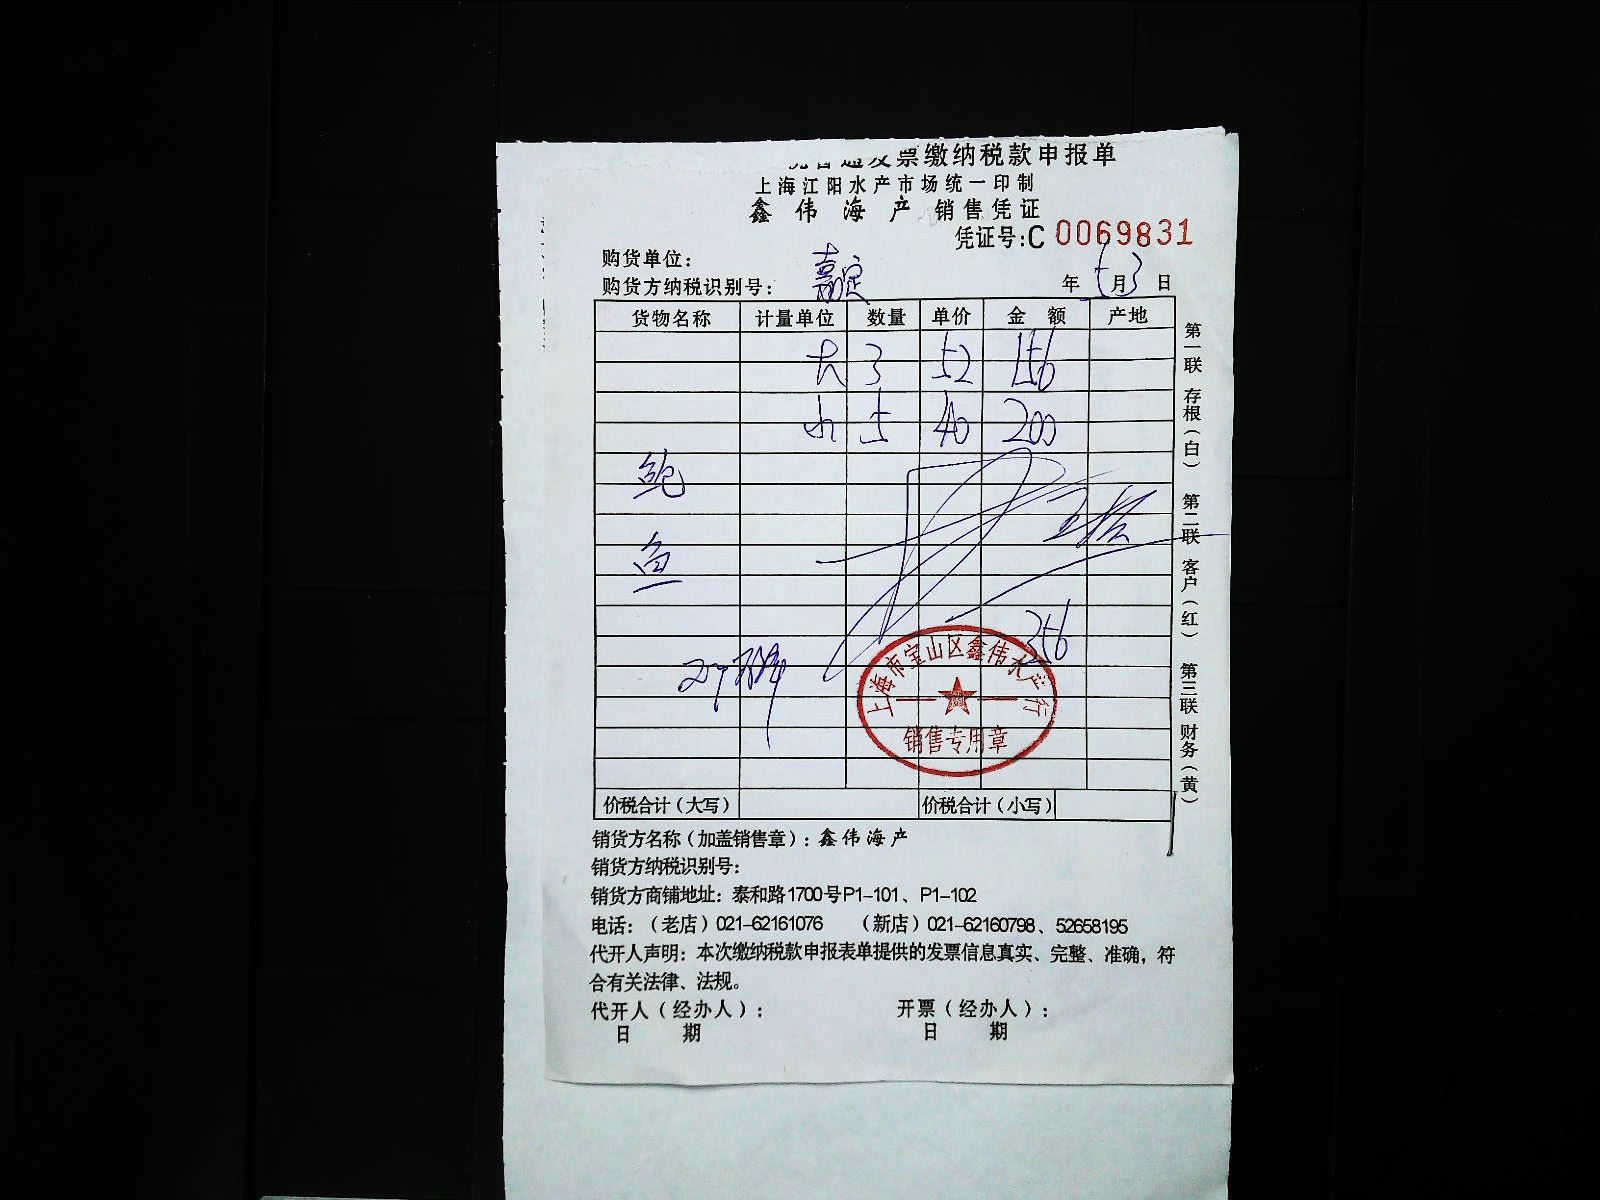 发票缴纳税款申报单
上海江阳水产市场统一印制
鑫伟海产 销售凭证
凭证号:C 0069831
购货单位:
嘉定
购货方纳税识别号:
年 5月3日
货物名称 计量单位 数量 单价 金额 产地
大 3 52 156
小 5 40 200
鲍
鱼
356
上海市宝山区鑫伟水产行
销售专用章
价税合计(大写) 价税合计(小写)
第一联 存根(白) 第二联 客户(红) 第三联 财务(黄)
销货方名称(加盖销售章):鑫伟海产
销货方纳税识别号:
销货方商铺地址:泰和路1700号P1-101、P1-102
电话:(老店)021-62161076 (新店)021-62160798、52658195
代开人声明:本次缴纳税款申报表单提供的发票信息真实、完整、准确,符
合有关法律、法规。
代开人(经办人): 开票(经办人):
日期 日期